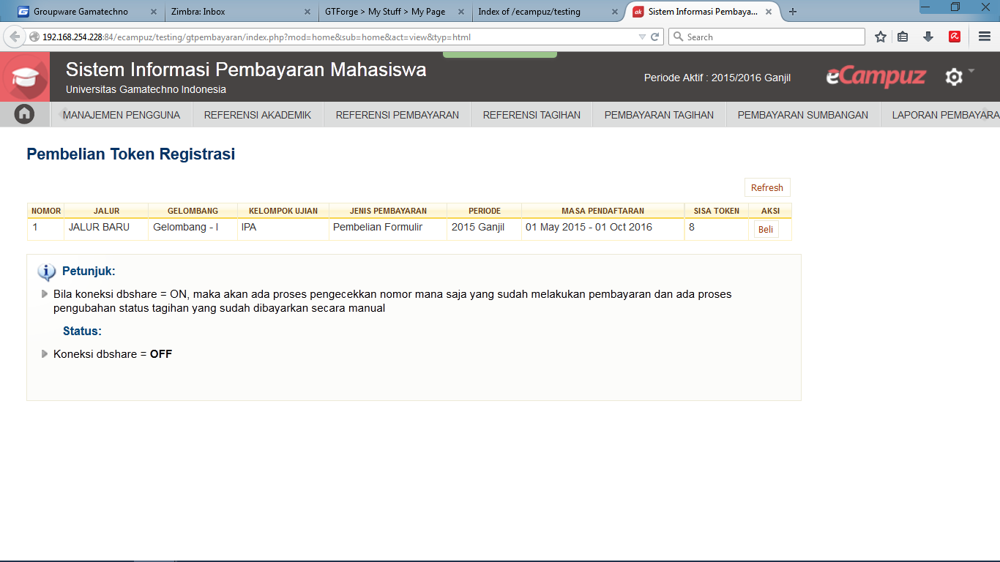 Groupware Gamatechno
Zimbra: Inbox
GTForge > My Stuff > My Page
Index of /ecampuz/testing
Sistem Informasi Pembaya...
192.168.254.228:84/ecampuz/testing/gtpembayaran/index.php?mod=home&sub=home&act=view&typ=html
Search
Sistem Informasi Pembayaran Mahasiswa
Universitas Gamatechno Indonesia
Periode Aktif : 2015/2016 Ganjil
eCampuz
MANAJEMEN PENGGUNA REFERENSI AKADEMIK REFERENSI PEMBAYARAN REFERENSI TAGIHAN PEMBAYARAN TAGIHAN PEMBAYARAN SUMBANGAN LAPORAN PEMBAYARA
Pembelian Token Registrasi
Refresh
NOMOR JALUR GELOMBANG KELOMPOK UJIAN JENIS PEMBAYARAN PERIODE MASA PENDAFTARAN SISA TOKEN AKSI
1 JALUR BARU Gelombang - I IPA Pembelian Formulir 2015 Ganjil 01 May 2015 - 01 Oct 2016 8 Beli
Petunjuk:
Bila koneksi dbshare = ON, maka akan ada proses pengecekkan nomor mana saja yang sudah melakukan pembayaran dan ada proses
pengubahan status tagihan yang sudah dibayarkan secara manual
Status:
Koneksi dbshare = OFF